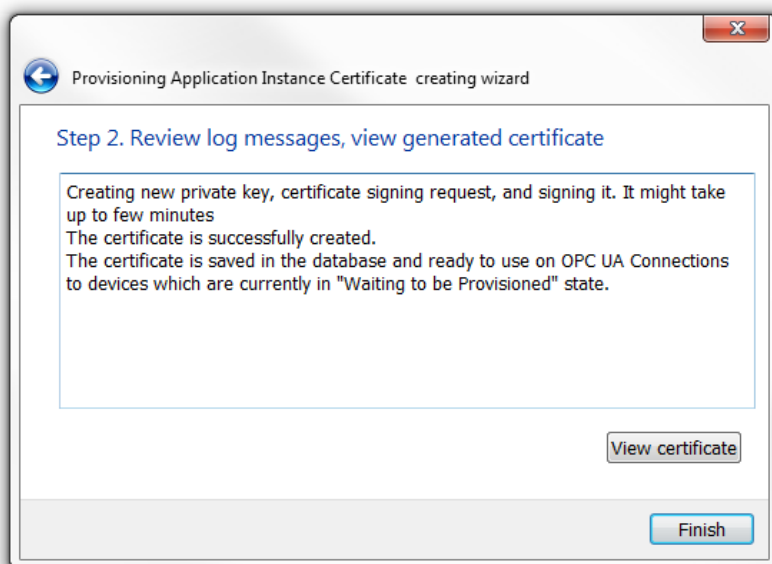 Provisioning Application Instance Certificate creating wizard
Step 2. Review log messages, view generated certificate
Creating new private key, certificate signing request, and signing it. It might take
up to few minutes
The certificate is successfully created.
The certificate is saved in the database and ready to use on OPC UA Connections
to devices which are currently in "Waiting to be Provisioned" state.
View certificate
Finish